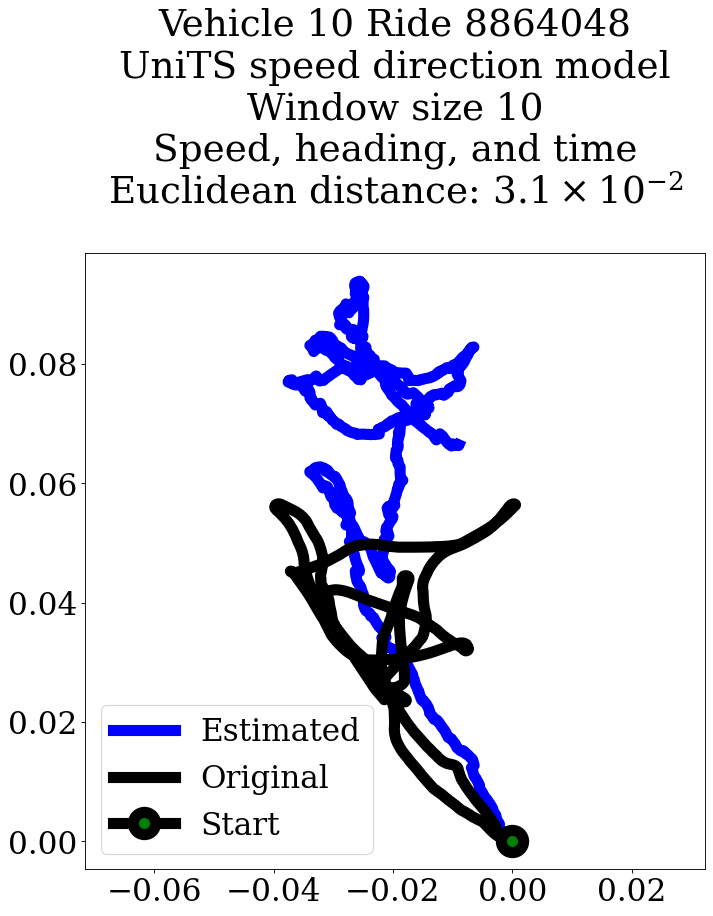 Vehicle 10 Ride 8864048
UniTS speed direction model
Window size 10
Speed, heading, and time
Euclidean distance: 3.1 × 10⁻²
0.08
0.06
0.04
0.02
0.00
Estimated
Original
Start
−0.06 −0.04 −0.02 0.00 0.02